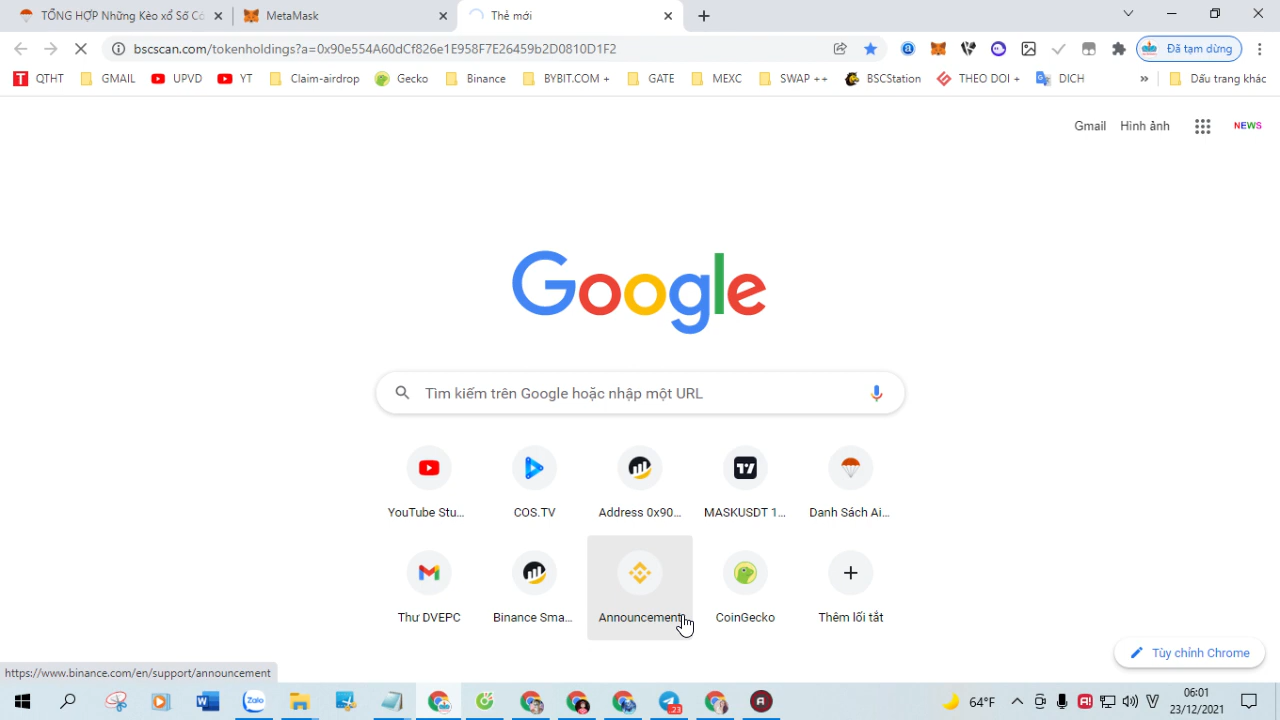 TỔNG HỢP Những Kèo xổ Số Có
MetaMask
Thẻ mới
bscscan.com/tokenholdings?a=0x90e554A60dCf826e1E958F7E26459b2D0810D1F2
Đã tạm dừng
QTHT
GMAIL
UPVD
YT
Claim-airdrop
Gecko
Binance
BYBIT.COM +
GATE
MEXC
SWAP ++
BSCStation
THEO DOI +
DICH
»
Dấu trang khác
Gmail
Hình ảnh
NEWS
Google
Tìm kiếm trên Google hoặc nhập một URL
YouTube Stu...
COS.TV
Address 0x90...
MASKUSDT 1...
Danh Sách Ai...
Thư DVEPC
Binance Sma...
Announcement
CoinGecko
Thêm lối tắt
Tùy chỉnh Chrome
https://www.binance.com/en/support/announcement
Zalo
23
64°F
06:01
23/12/2021